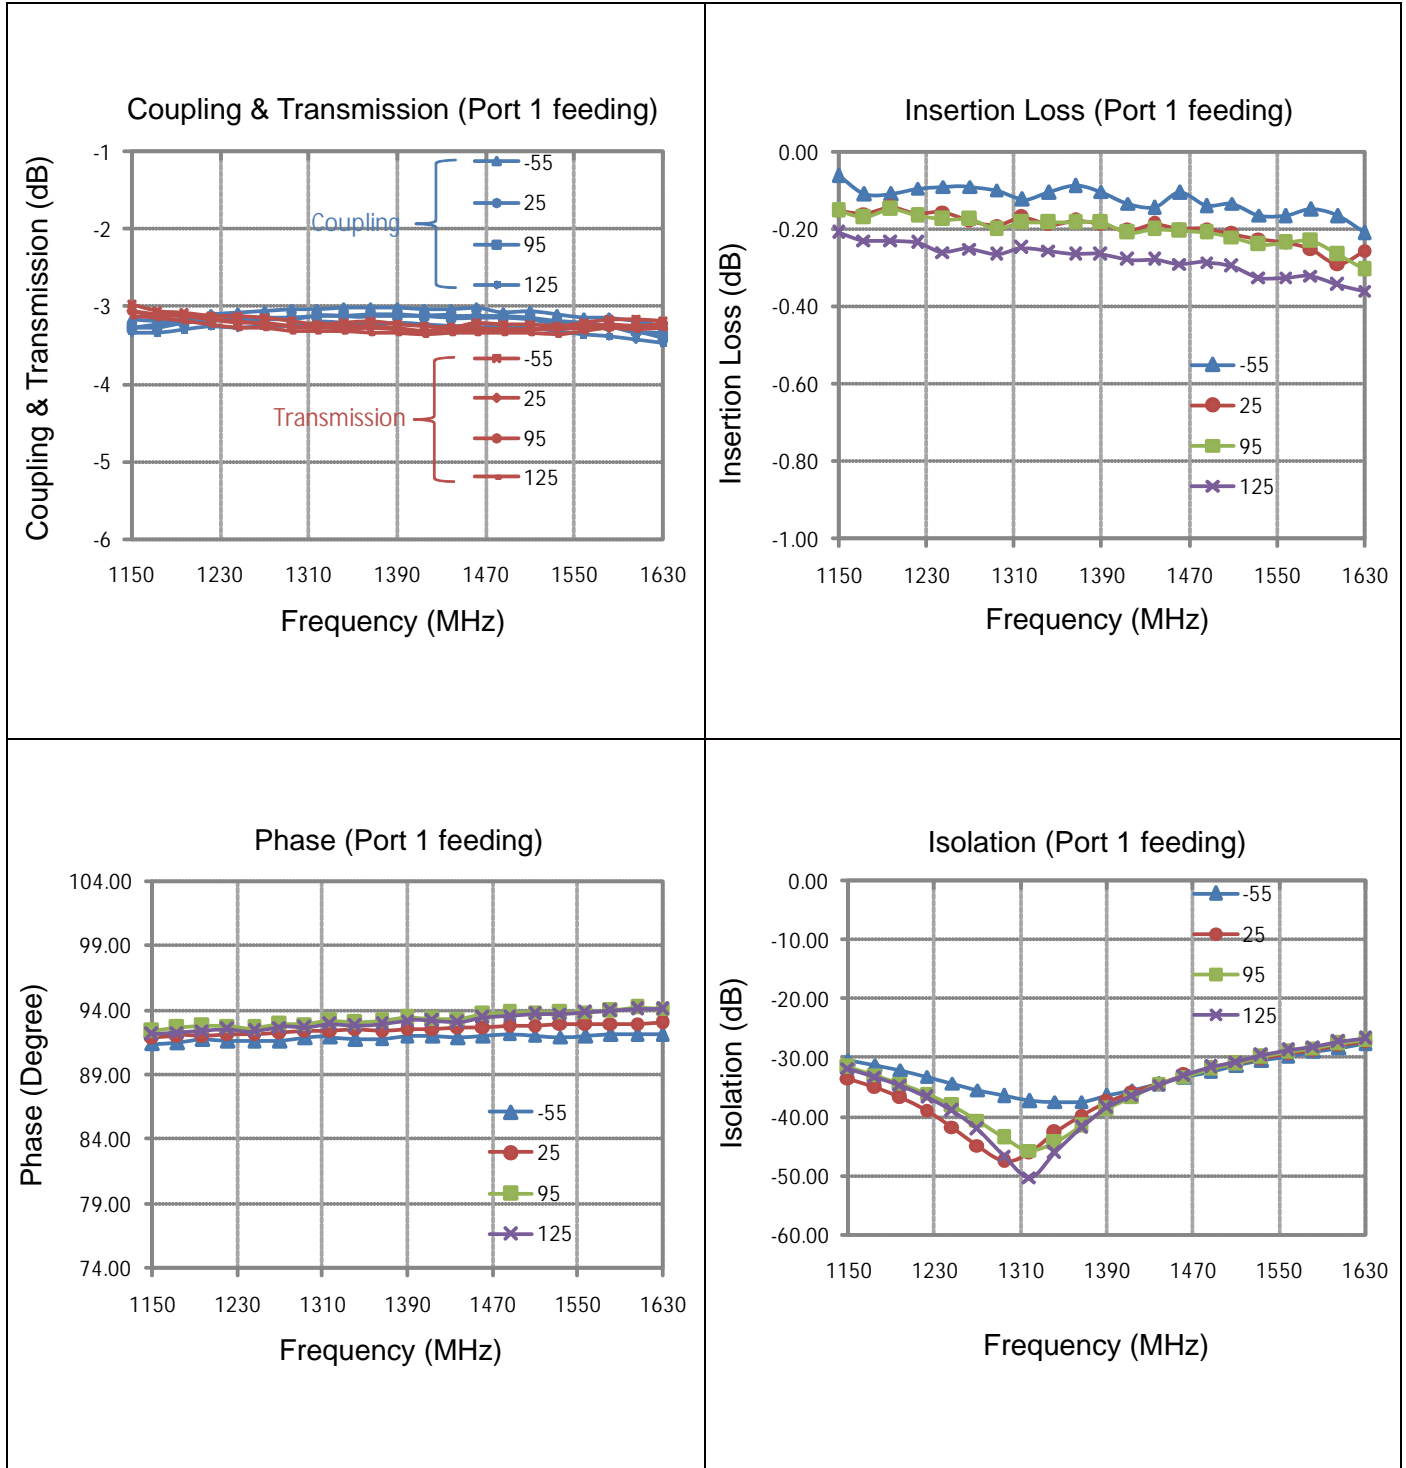 Coupling & Transmission (Port 1 feeding)
Coupling & Transmission (dB)
-1
-2
-3
-4
-5
-6
Coupling
-55
25
95
125
Transmission
-55
25
95
125
1150 1230 1310 1390 1470 1550 1630
Frequency (MHz)
Insertion Loss (Port 1 feeding)
Insertion Loss (dB)
0.00
-0.20
-0.40
-0.60
-0.80
-1.00
-55
25
95
125
1150 1230 1310 1390 1470 1550 1630
Frequency (MHz)
Phase (Port 1 feeding)
Phase (Degree)
104.00
99.00
94.00
89.00
84.00
79.00
74.00
-55
25
95
125
1150 1230 1310 1390 1470 1550 1630
Frequency (MHz)
Isolation (Port 1 feeding)
Isolation (dB)
0.00
-10.00
-20.00
-30.00
-40.00
-50.00
-60.00
-55
25
95
125
1150 1230 1310 1390 1470 1550 1630
Frequency (MHz)